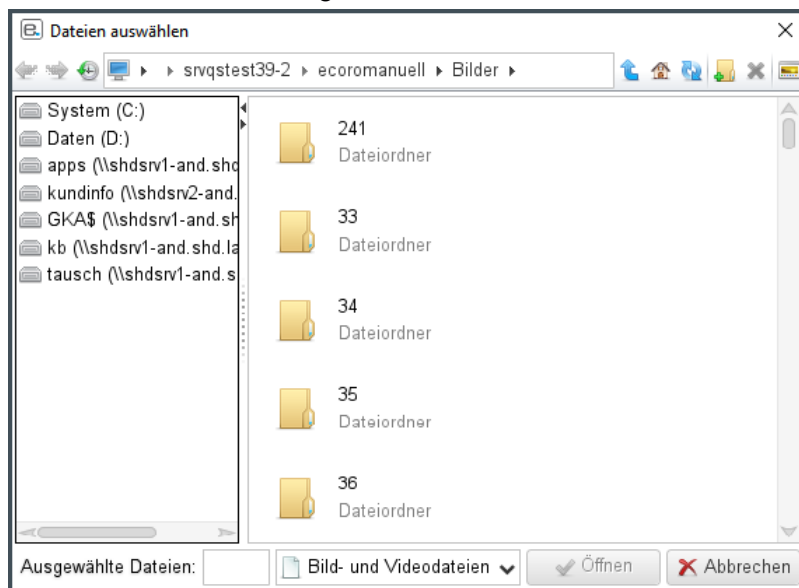 Dateien auswählen
srvqstest39-2 ecoromanuell Bilder
System (C:)
Daten (D:)
apps (\\shdsrv1-and.shd
kundinfo (\\shdsrv2-and.
GKA$ (\\shdsrv1-and.sh
kb (\\shdsrv1-and.shd.la
tausch (\\shdsrv1-and.s
241
Dateiordner
33
Dateiordner
34
Dateiordner
35
Dateiordner
36
Dateiordner
Ausgewählte Dateien: Bild- und Videodateien Öffnen Abbrechen